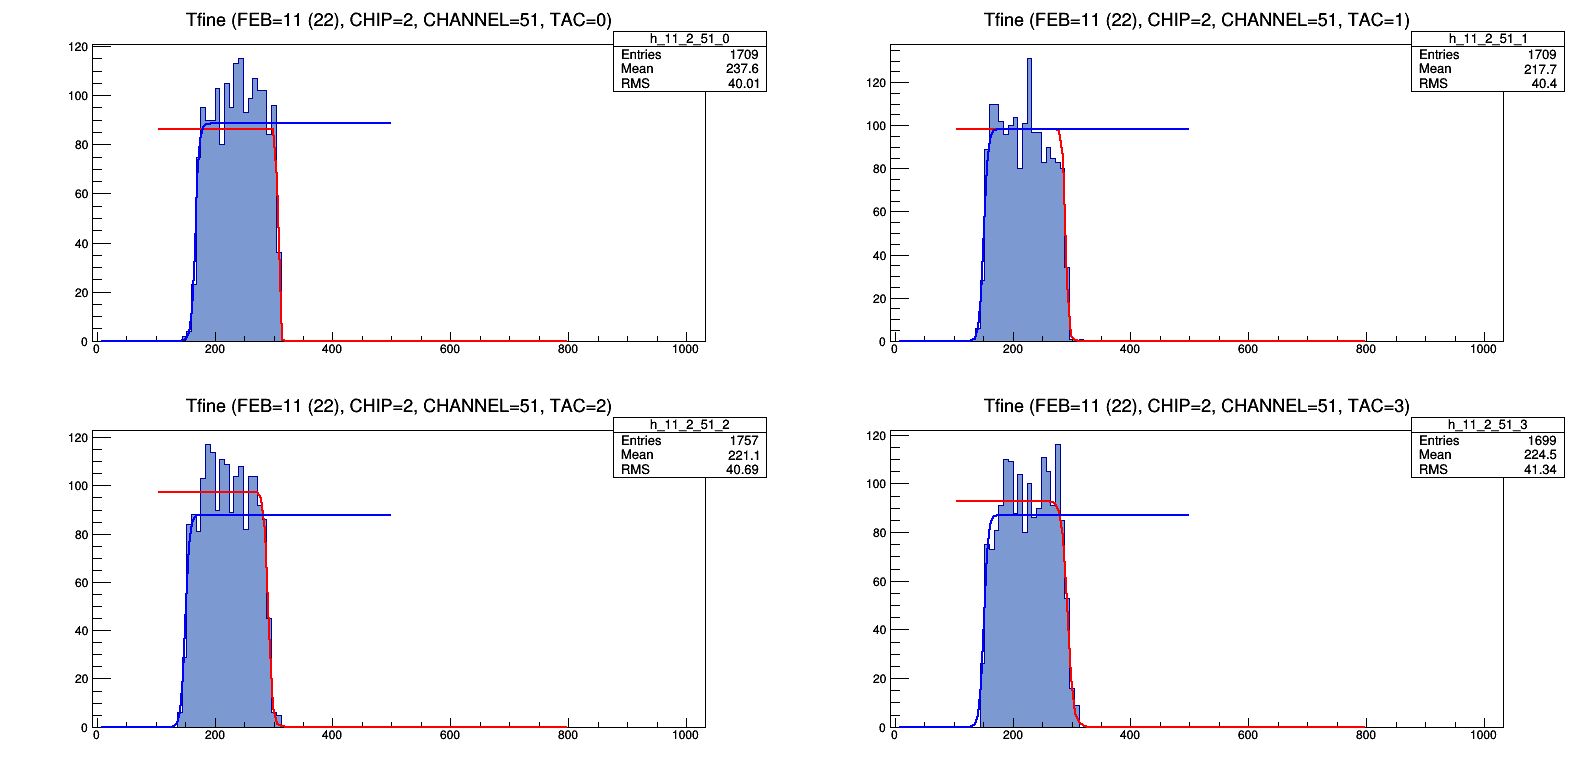 Tfine (FEB=11 (22), CHIP=2, CHANNEL=51, TAC=0)
h_11_2_51_0
Entries 1709
Mean 237.6
RMS 40.01
120
100
80
60
40
20
0
0 200 400 600 800 1000
Tfine (FEB=11 (22), CHIP=2, CHANNEL=51, TAC=1)
h_11_2_51_1
Entries 1709
Mean 217.7
RMS 40.4
120
100
80
60
40
20
0
0 200 400 600 800 1000
Tfine (FEB=11 (22), CHIP=2, CHANNEL=51, TAC=2)
h_11_2_51_2
Entries 1757
Mean 221.1
RMS 40.69
120
100
80
60
40
20
0
0 200 400 600 800 1000
Tfine (FEB=11 (22), CHIP=2, CHANNEL=51, TAC=3)
h_11_2_51_3
Entries 1699
Mean 224.5
RMS 41.34
120
100
80
60
40
20
0
0 200 400 600 800 1000